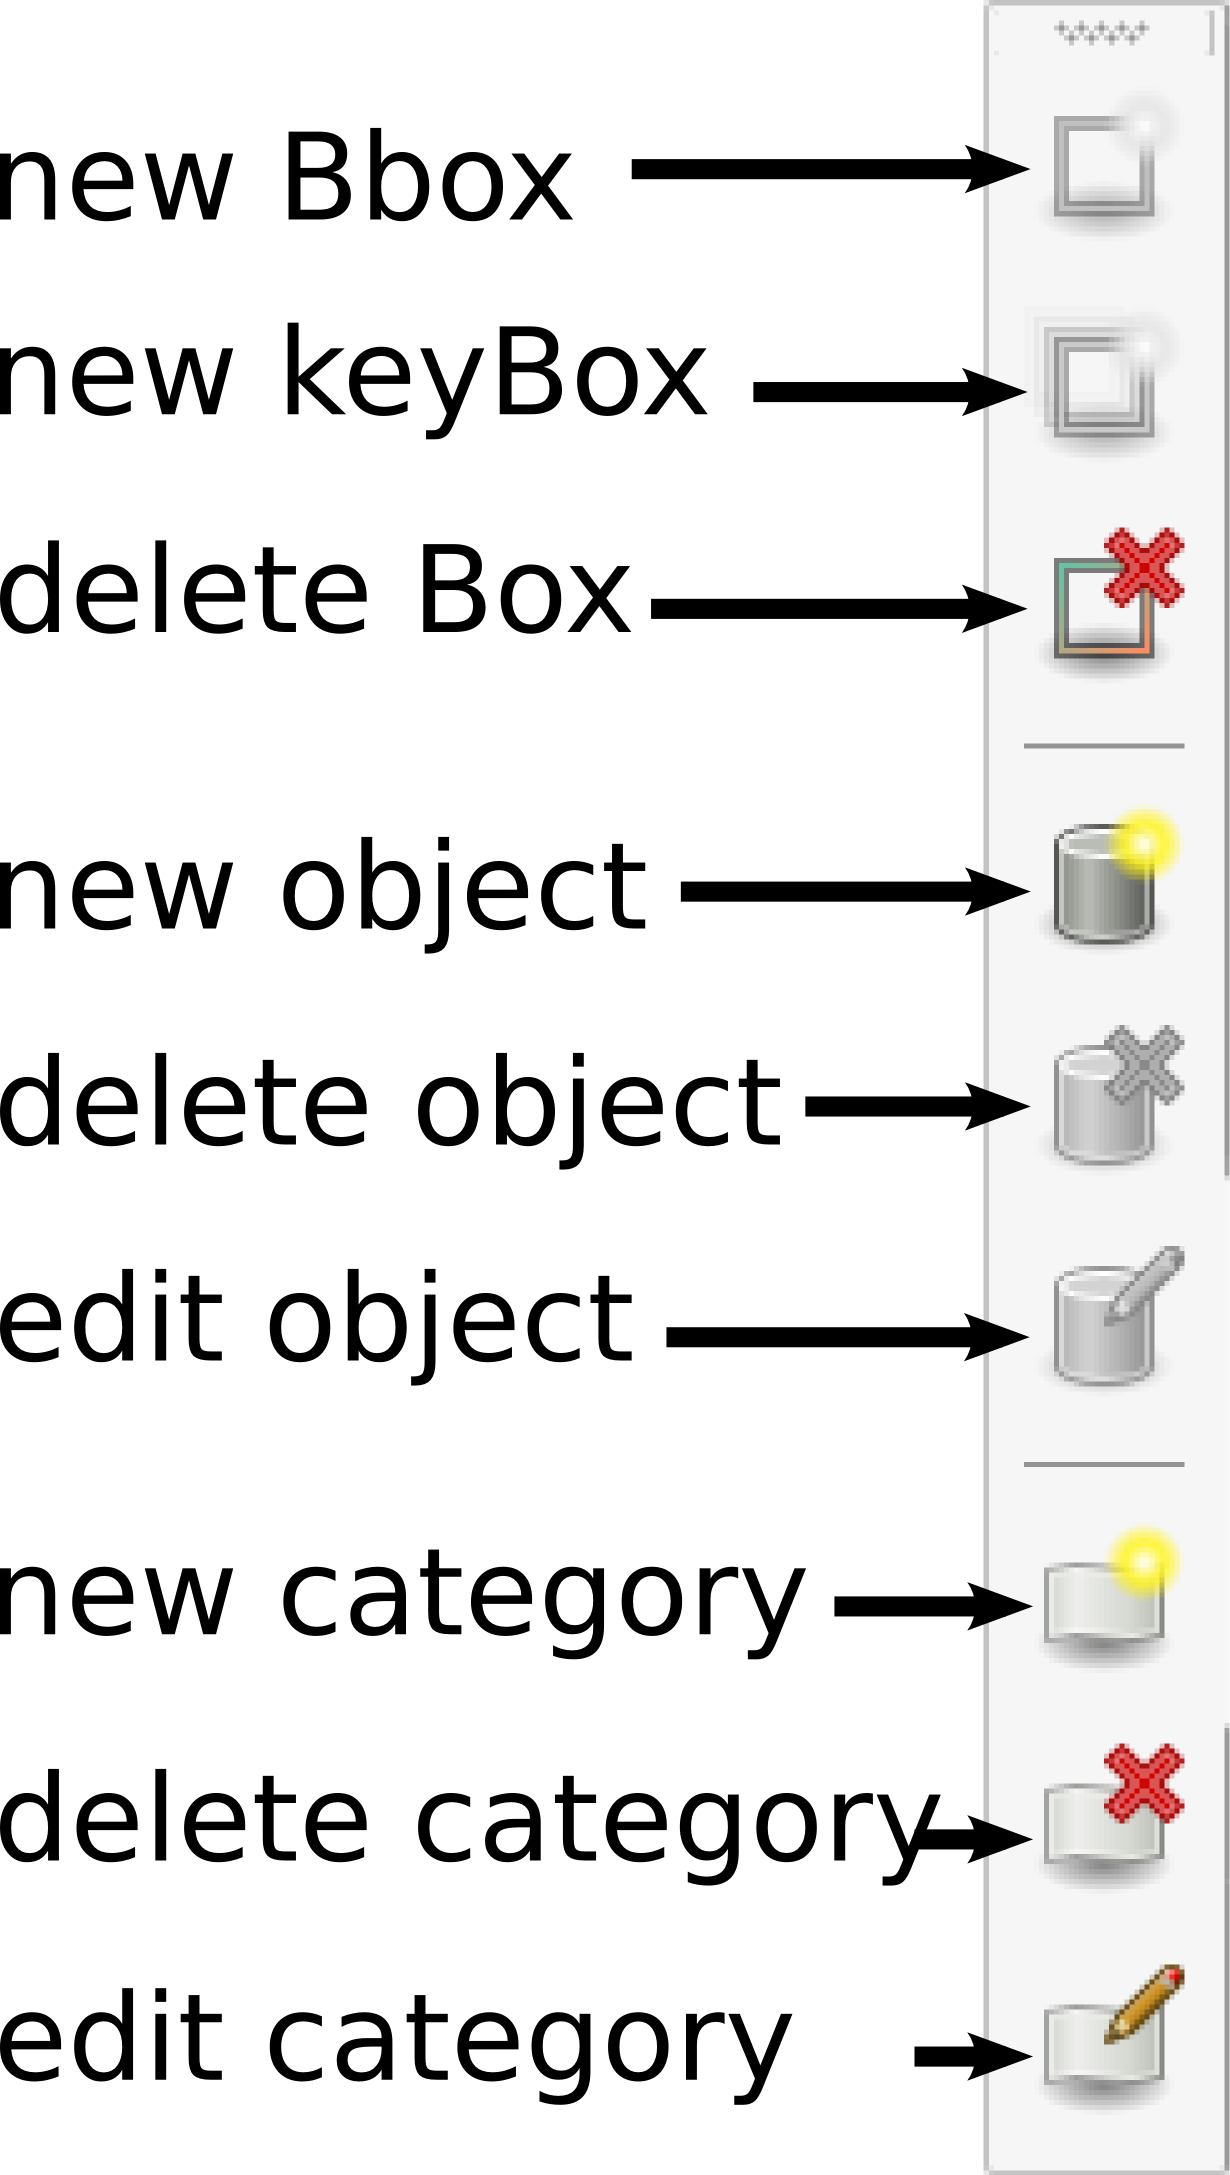 new Bbox
new keyBox
delete Box
new object
delete object
edit object
new category
delete category
edit category